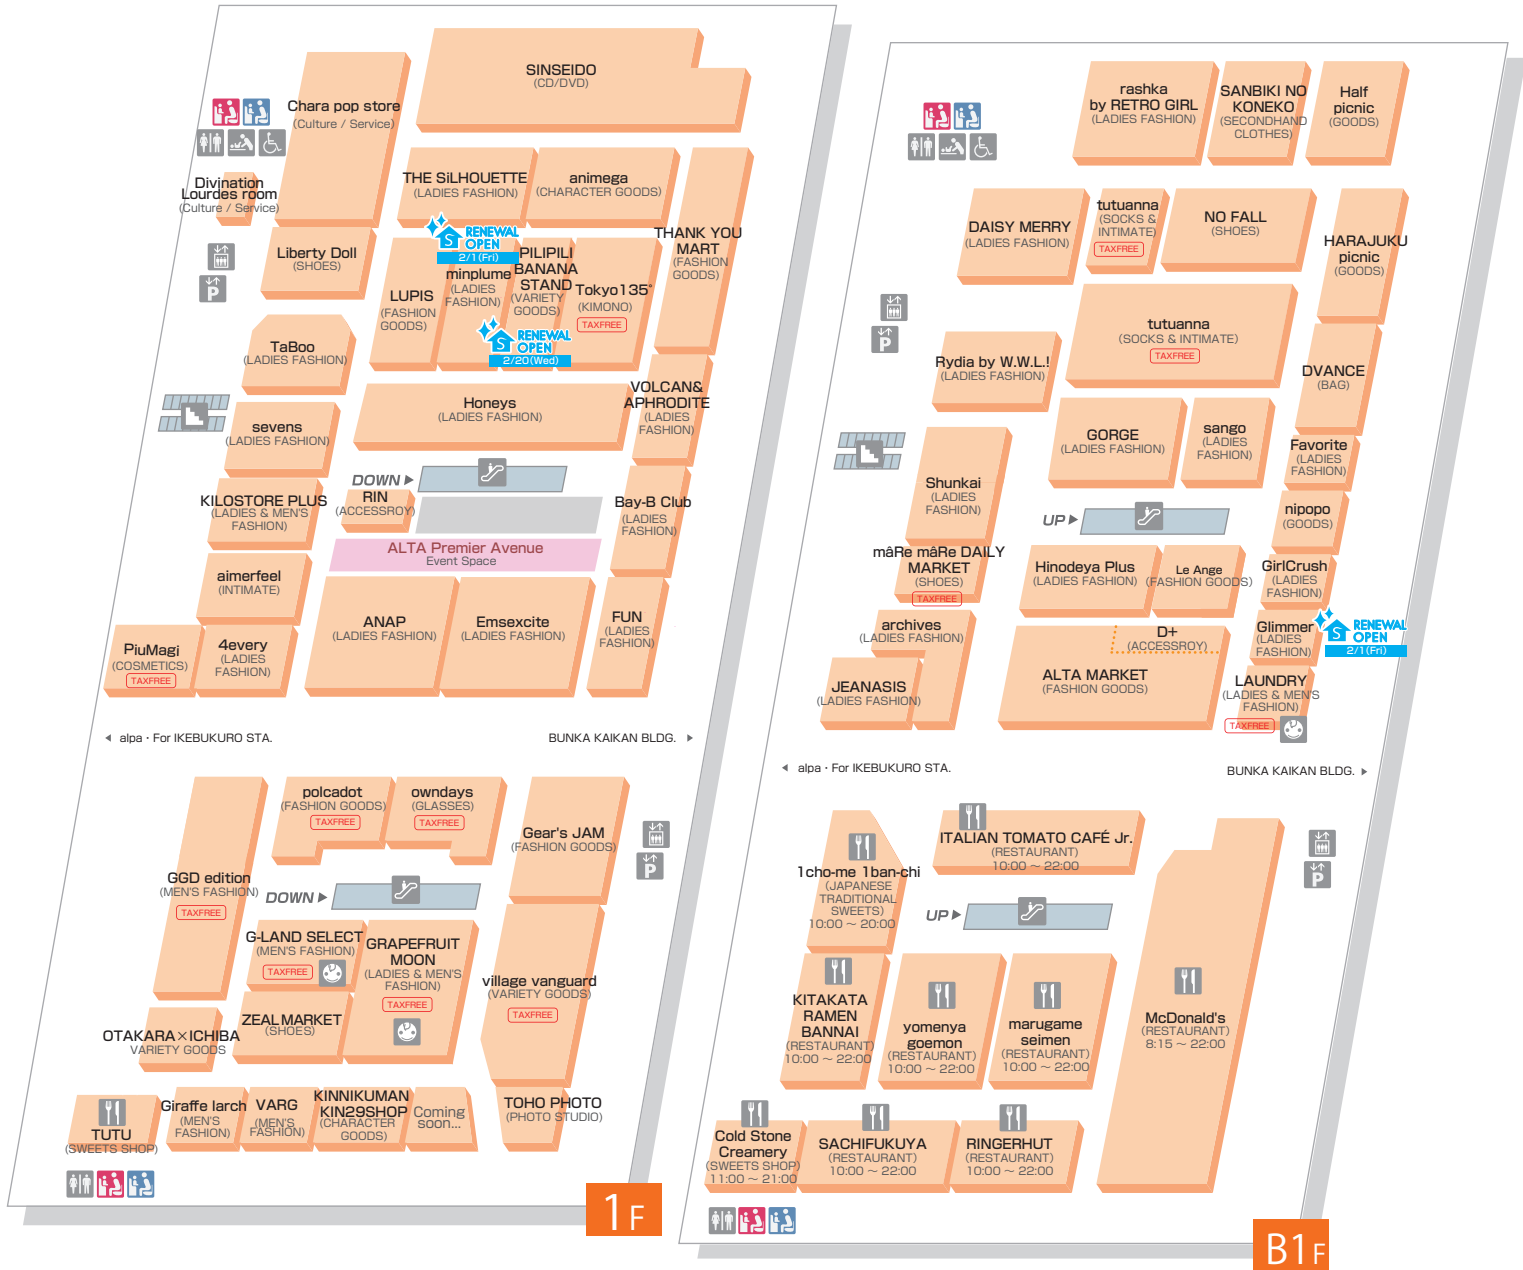 SINSEIDO
(CD/DVD)
Chara pop store
(Culture / Service)
Divination
Lourdes room
(Culture / Service)
THE SiLHOUETTE
(LADIES FASHION)
animega
(CHARACTER GOODS)
THANK YOU
MART
(FASHION
GOODS)
Liberty Doll
(SHOES)
RENEWAL
OPEN
2/1(Fri)
LUPIS
(FASHION
GOODS)
minplume
(LADIES
FASHION)
PILIPILI
BANANA
STAND
(VARIETY
GOODS)
RENEWAL
OPEN
2/20(Wed)
Tokyo135°
(KIMONO)
TAXFREE
TaBoo
(LADIES FASHION)
Honeys
(LADIES FASHION)
VOLCAN&
APHRODITE
(LADIES
FASHION)
sevens
(LADIES FASHION)
DOWN
RIN
(ACCESSROY)
KILOSTORE PLUS
(LADIES & MEN'S
FASHION)
Bay-B Club
(LADIES
FASHION)
ALTA Premier Avenue
Event Space
aimerfeel
(INTIMATE)
ANAP
(LADIES FASHION)
Emsexcite
(LADIES FASHION)
FUN
(LADIES
FASHION)
PiuMagi
(COSMETICS)
TAXFREE
4every
(LADIES
FASHION)
alpa・For IKEBUKURO STA.
BUNKA KAIKAN BLDG.
polcadot
(FASHION GOODS)
TAXFREE
owndays
(GLASSES)
TAXFREE
Gear's JAM
(FASHION GOODS)
P
GGD edition
(MEN'S FASHION)
TAXFREE
DOWN
G-LAND SELECT
(MEN'S FASHION)
TAXFREE
GRAPEFRUIT
MOON
(LADIES & MEN'S
FASHION)
TAXFREE
village vanguard
(VARIETY GOODS)
TAXFREE
ZEAL MARKET
(SHOES)
OTAKARA×ICHIBA
VARIETY GOODS
TUTU
(SWEETS SHOP)
Giraffe larch
(MEN'S
FASHION)
VARG
(MEN'S
FASHION)
KINNIKUMAN
KIN29SHOP
(CHARACTER
GOODS)
Coming
soon...
TOHO PHOTO
(PHOTO STUDIO)
P
1F
rashka
by RETRO GIRL
(LADIES FASHION)
SANBIKI NO
KONEKO
(SECONDHAND
CLOTHES)
Half
picnic
(GOODS)
DAISY MERRY
(LADIES FASHION)
tutuanna
(SOCKS &
INTIMATE)
TAXFREE
NO FALL
(SHOES)
HARAJUKU
picnic
(GOODS)
P
tutuanna
(SOCKS & INTIMATE)
TAXFREE
Rydia by W.W.L.!
(LADIES FASHION)
DVANCE
(BAG)
GORGE
(LADIES FASHION)
sango
(LADIES
FASHION)
Favorite
(LADIES
FASHION)
Shunkai
(LADIES
FASHION)
UP
nipopo
(GOODS)
mâRe mâRe DAILY
MARKET
(SHOES)
TAXFREE
Hinodeya Plus
(LADIES FASHION)
Le Ange
(FASHION GOODS)
GirlCrush
(LADIES
FASHION)
archives
(LADIES FASHION)
D+
(ACCESSROY)
Glimmer
(LADIES
FASHION)
RENEWAL
OPEN
2/1(Fri)
JEANASIS
(LADIES FASHION)
ALTA MARKET
(FASHION GOODS)
LAUNDRY
(LADIES & MEN'S
FASHION)
TAXFREE
alpa・For IKEBUKURO STA.
BUNKA KAIKAN BLDG.
ITALIAN TOMATO CAFÉ Jr.
(RESTAURANT)
10:00 ~ 22:00
1cho-me 1ban-chi
(JAPANESE
TRADITIONAL
SWEETS)
10:00 ~ 20:00
UP
P
KITAKATA
RAMEN
BANNAI
(RESTAURANT)
10:00 ~ 22:00
yomenya
goemon
(RESTAURANT)
10:00 ~ 22:00
marugame
seimen
(RESTAURANT)
10:00 ~ 22:00
McDonald's
(RESTAURANT)
8:15 ~ 22:00
Cold Stone
Creamery
(SWEETS SHOP)
11:00 ~ 21:00
SACHIFUKUYA
(RESTAURANT)
10:00 ~ 22:00
RINGERHUT
(RESTAURANT)
10:00 ~ 22:00
B1F